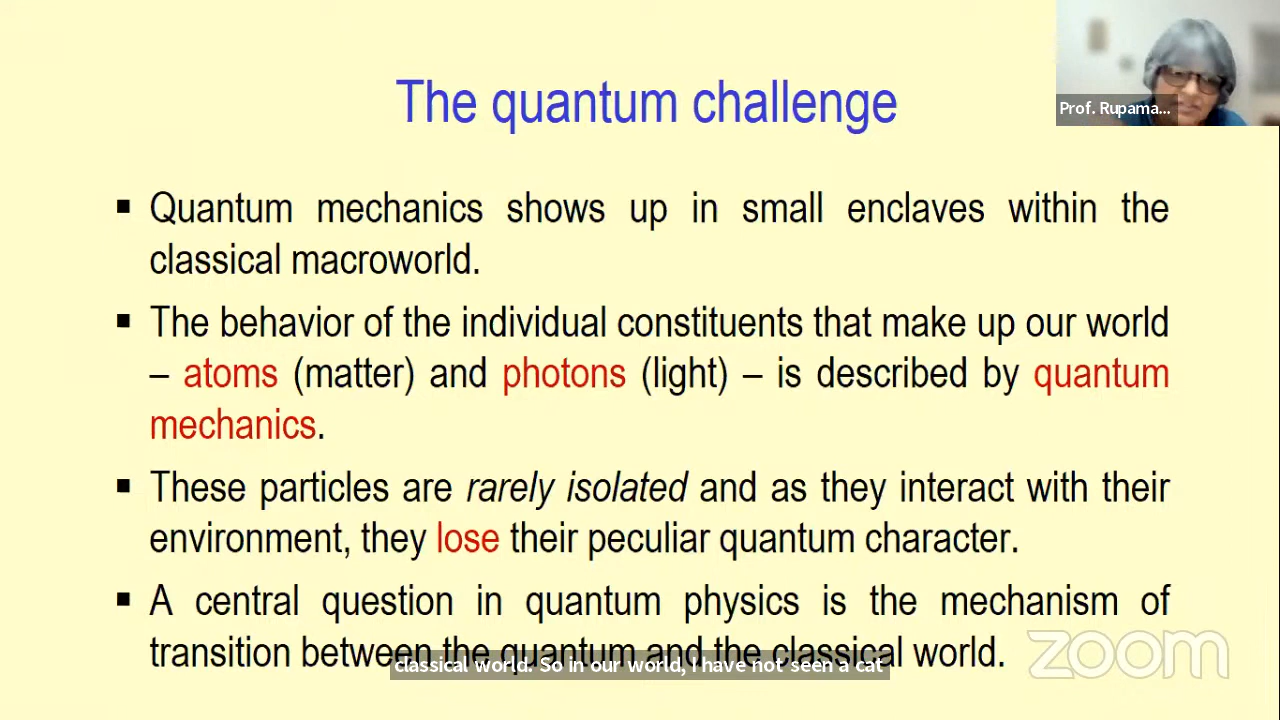 The quantum challenge
Prof. Rupama...
▪ Quantum mechanics shows up in small enclaves within the
classical macroworld.
▪ The behavior of the individual constituents that make up our world
– atoms (matter) and photons (light) – is described by quantum
mechanics.
▪ These particles are rarely isolated and as they interact with their
environment, they lose their peculiar quantum character.
▪ A central question in quantum physics is the mechanism of
transition between the quantum and the classical world.
classical world. So in our world, I have not seen a cat
zoom